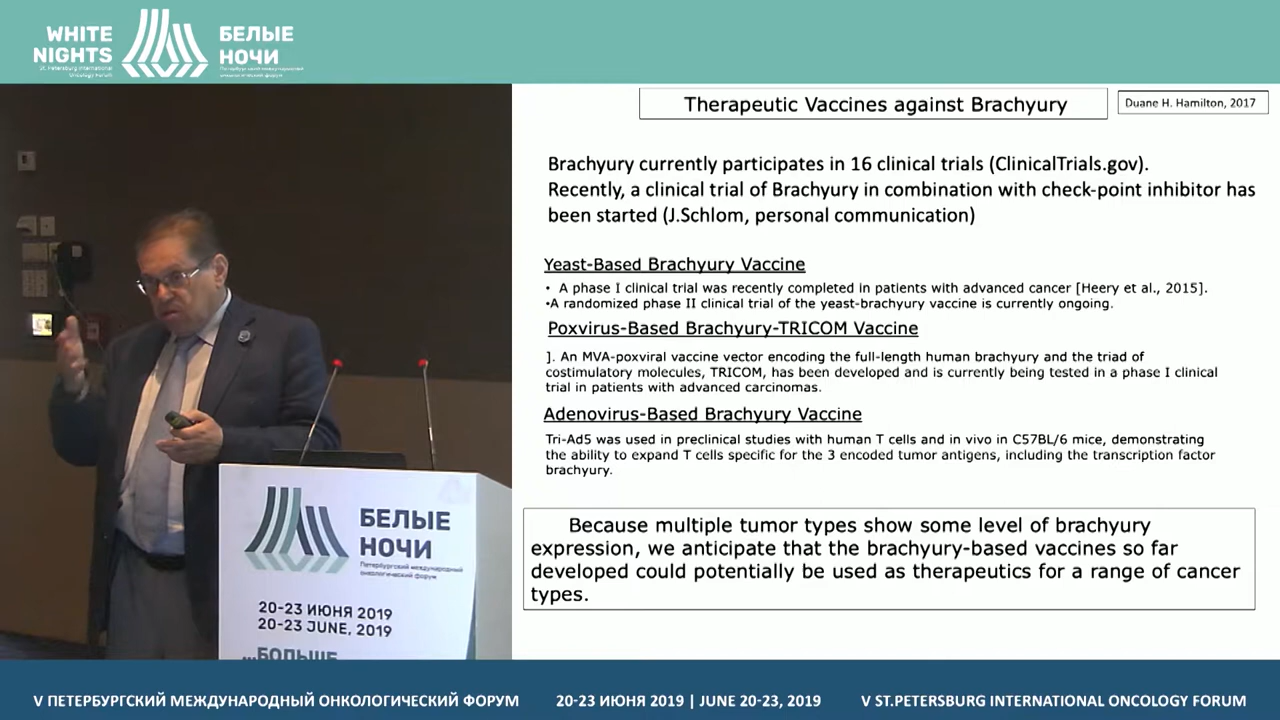 WHITE
NIGHTS
St. Petersburg International
Oncology Forum
БЕЛЫЕ
НОЧИ
Петербургский международный
онкологический форум
Therapeutic Vaccines against Brachyury
Duane H. Hamilton, 2017
Brachyury currently participates in 16 clinical trials (ClinicalTrials.gov).
Recently, a clinical trial of Brachyury in combination with check-point inhibitor has
been started (J.Schlom, personal communication)
Yeast-Based Brachyury Vaccine
• A phase I clinical trial was recently completed in patients with advanced cancer [Heery et al., 2015].
•A randomized phase II clinical trial of the yeast-brachyury vaccine is currently ongoing.
Poxvirus-Based Brachyury-TRICOM Vaccine
]. An MVA-poxviral vaccine vector encoding the full-length human brachyury and the triad of
costimulatory molecules, TRICOM, has been developed and is currently being tested in a phase I clinical
trial in patients with advanced carcinomas.
Adenovirus-Based Brachyury Vaccine
Tri-Ad5 was used in preclinical studies with human T cells and in vivo in C57BL/6 mice, demonstrating
the ability to expand T cells specific for the 3 encoded tumor antigens, including the transcription factor
brachyury.
Because multiple tumor types show some level of brachyury
expression, we anticipate that the brachyury-based vaccines so far
developed could potentially be used as therapeutics for a range of cancer
types.
БЕЛЫЕ
НОЧИ
Петербургский международный
онкологический форум
20-23 ИЮНЯ 2019
20-23 JUNE, 2019
...БОЛЬШЕ
V ПЕТЕРБУРГСКИЙ МЕЖДУНАРОДНЫЙ ОНКОЛОГИЧЕСКИЙ ФОРУМ
20-23 ИЮНЯ 2019 | JUNE 20-23, 2019
V ST.PETERSBURG INTERNATIONAL ONCOLOGY FORUM